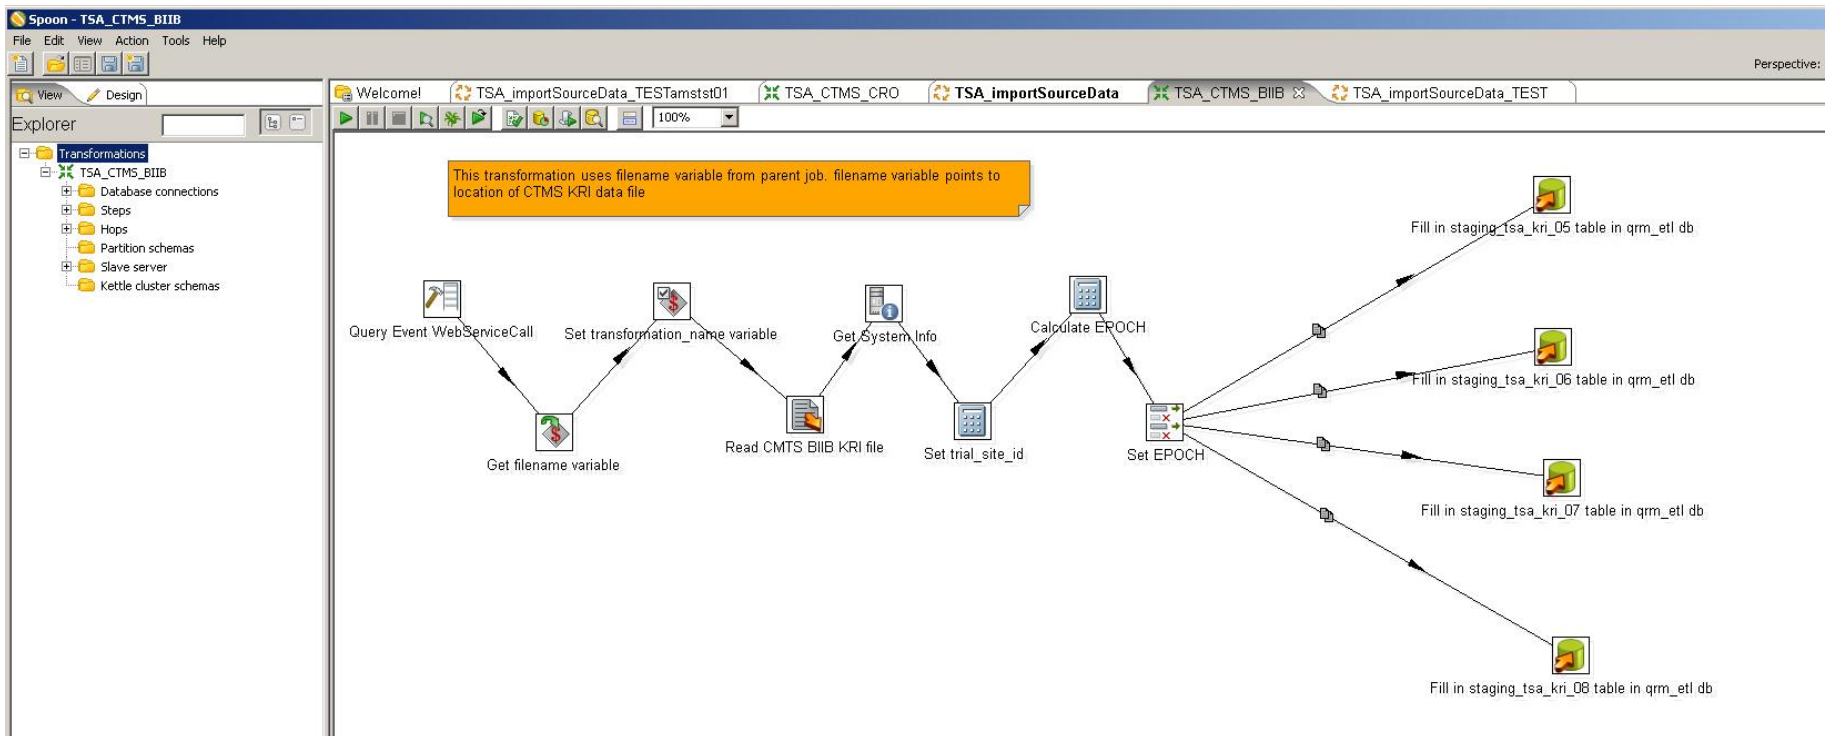 Spoon - TSA_CTMS_BIIB
File Edit View Action Tools Help
Perspective:
View Design
Welcome! TSA_importSourceData_TESTamstst01 TSA_CTMS_CRO TSA_importSourceData TSA_CTMS_BIIB TSA_importSourceData_TEST
Explorer
100%
Transformations
TSA_CTMS_BIIB
Database connections
Steps
Hops
Partition schemas
Slave server
Kettle cluster schemas
This transformation uses filename variable from parent job. filename variable points to
location of CTMS KRI data file
Query Event WebServiceCall
Get filename variable
Set transformation_name variable
Read CMTS BIIB KRI file
Get System Info
Set trial_site_id
Calculate EPOCH
Set EPOCH
Fill in staging_tsa_kri_05 table in qrm_etl db
Fill in staging_tsa_kri_06 table in qrm_etl db
Fill in staging_tsa_kri_07 table in qrm_etl db
Fill in staging_tsa_kri_08 table in qrm_etl db